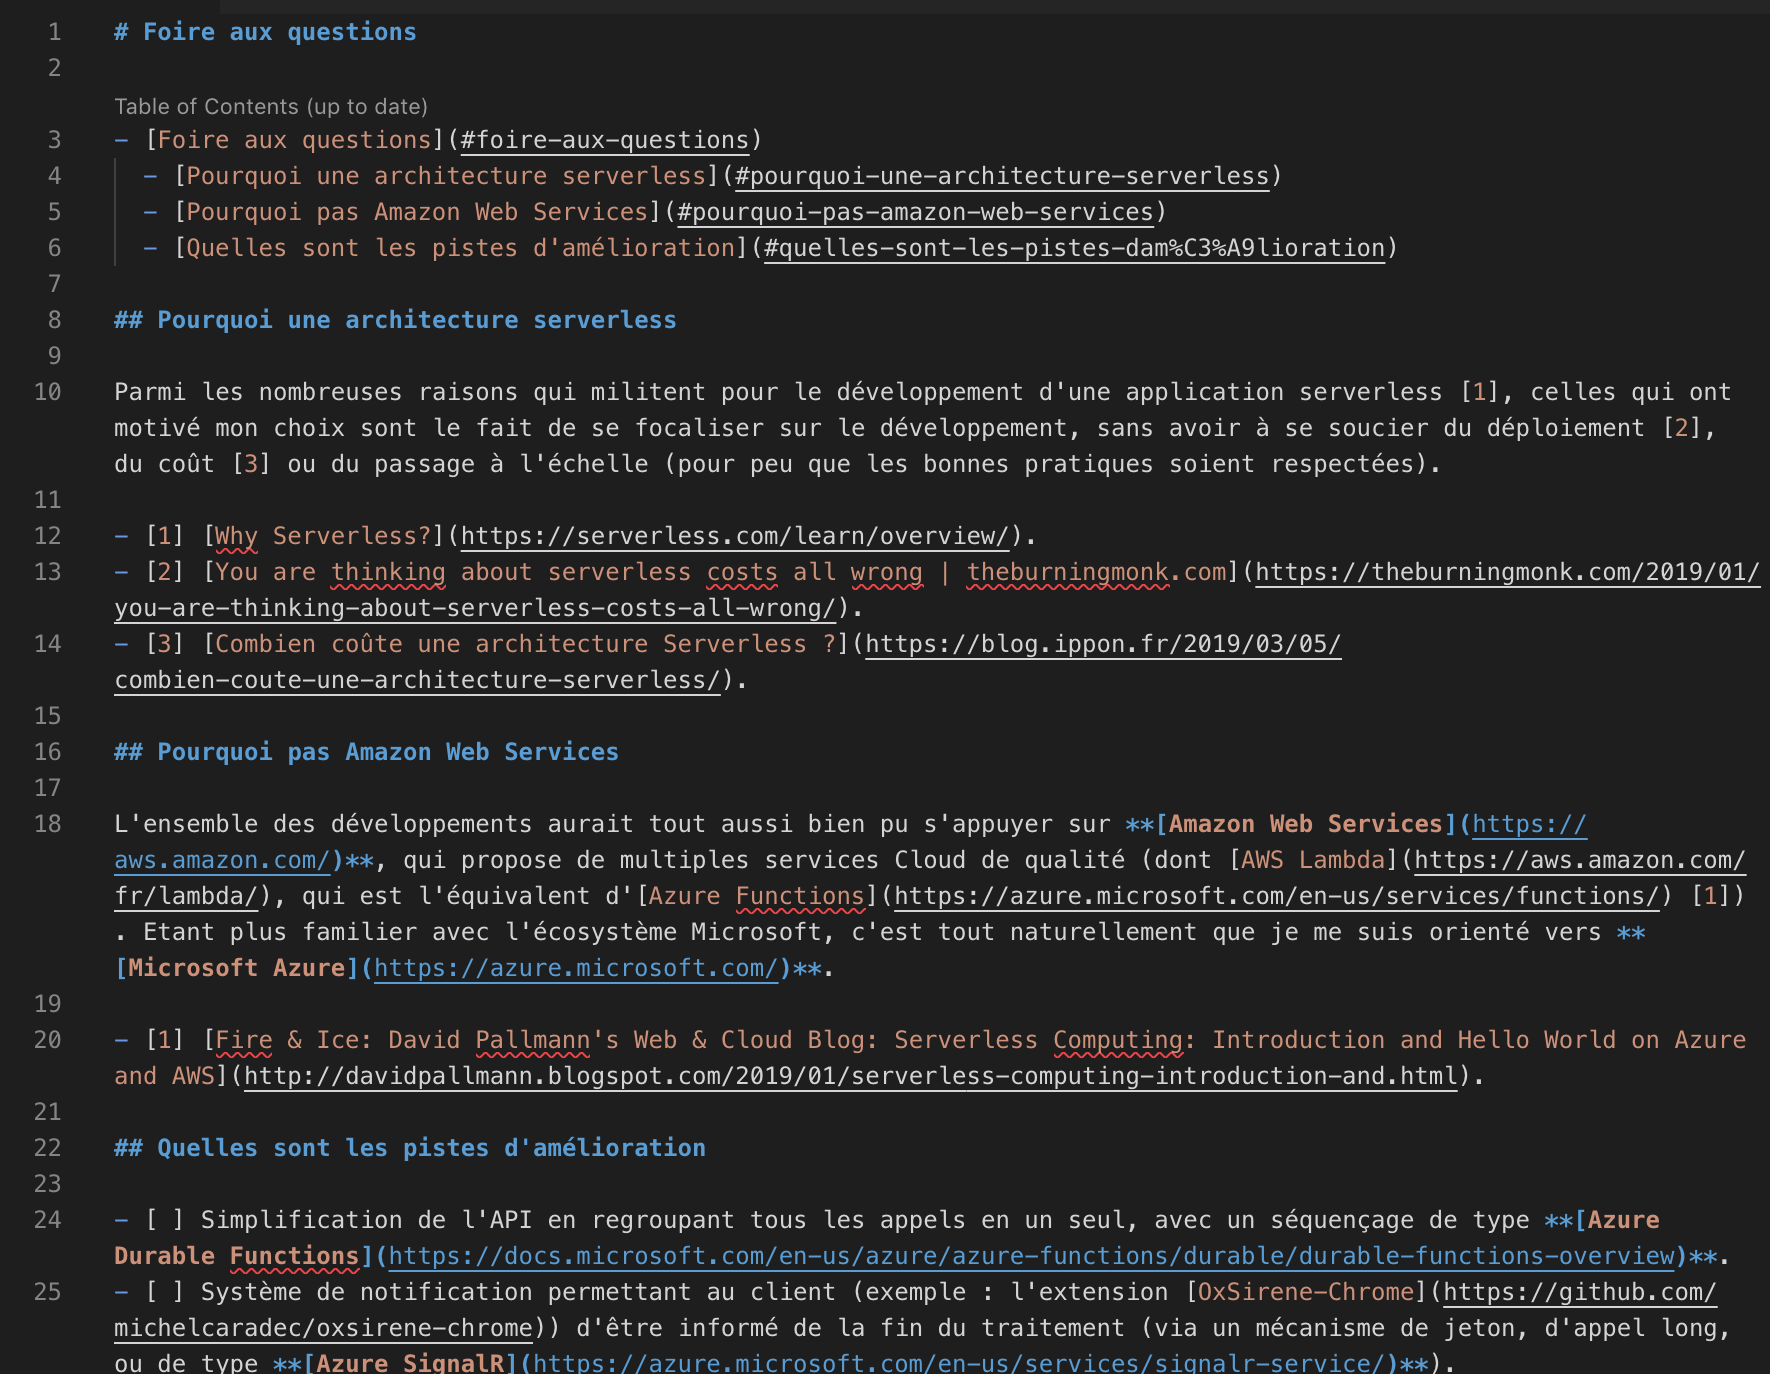 1 # Foire aux questions
2
Table of Contents (up to date)
3 - [Foire aux questions](#foire-aux-questions)
4 - [Pourquoi une architecture serverless](#pourquoi-une-architecture-serverless)
5 - [Pourquoi pas Amazon Web Services](#pourquoi-pas-amazon-web-services)
6 - [Quelles sont les pistes d'amélioration](#quelles-sont-les-pistes-dam%C3%A9lioration)
7
8 ## Pourquoi une architecture serverless
9
10 Parmi les nombreuses raisons qui militent pour le développement d'une application serverless [1], celles qui ont
motivé mon choix sont le fait de se focaliser sur le développement, sans avoir à se soucier du déploiement [2],
du coût [3] ou du passage à l'échelle (pour peu que les bonnes pratiques soient respectées).
11
12 - [1] [Why Serverless?](https://serverless.com/learn/overview/).
13 - [2] [You are thinking about serverless costs all wrong | theburningmonk.com](https://theburningmonk.com/2019/01/
you-are-thinking-about-serverless-costs-all-wrong/).
14 - [3] [Combien coûte une architecture Serverless ?](https://blog.ippon.fr/2019/03/05/
combien-coute-une-architecture-serverless/).
15
16 ## Pourquoi pas Amazon Web Services
17
18 L'ensemble des développements aurait tout aussi bien pu s'appuyer sur **[Amazon Web Services](https://
aws.amazon.com/)**, qui propose de multiples services Cloud de qualité (dont [AWS Lambda](https://aws.amazon.com/
fr/lambda/), qui est l'équivalent d'[Azure Functions](https://azure.microsoft.com/en-us/services/functions/) [1])
. Etant plus familier avec l'écosystème Microsoft, c'est tout naturellement que je me suis orienté vers **
[Microsoft Azure](https://azure.microsoft.com/)**.
19
20 - [1] [Fire & Ice: David Pallmann's Web & Cloud Blog: Serverless Computing: Introduction and Hello World on Azure
and AWS](http://davidpallmann.blogspot.com/2019/01/serverless-computing-introduction-and.html).
21
22 ## Quelles sont les pistes d'amélioration
23
24 - [ ] Simplification de l'API en regroupant tous les appels en un seul, avec un séquençage de type **[Azure
Durable Functions](https://docs.microsoft.com/en-us/azure/azure-functions/durable/durable-functions-overview)**.
25 - [ ] Système de notification permettant au client (exemple : l'extension [OxSirene-Chrome](https://github.com/
michelcaradec/oxsirene-chrome)) d'être informé de la fin du traitement (via un mécanisme de jeton, d'appel long,
ou de type **[Azure SignalR](https://azure.microsoft.com/en-us/services/signalr-service/)**).